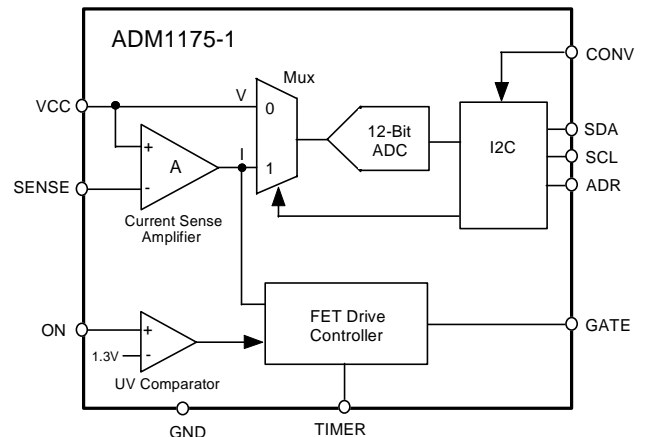 ADM1175-1
CONV
Mux
VCC
V
0
12-Bit
ADC
I2C
SDA
SCL
ADR
+
A
-
I
1
SENSE
Current Sense
Amplifier
FET Drive
Controller
GATE
ON
+
1.3V
-
UV Comparator
GND
TIMER